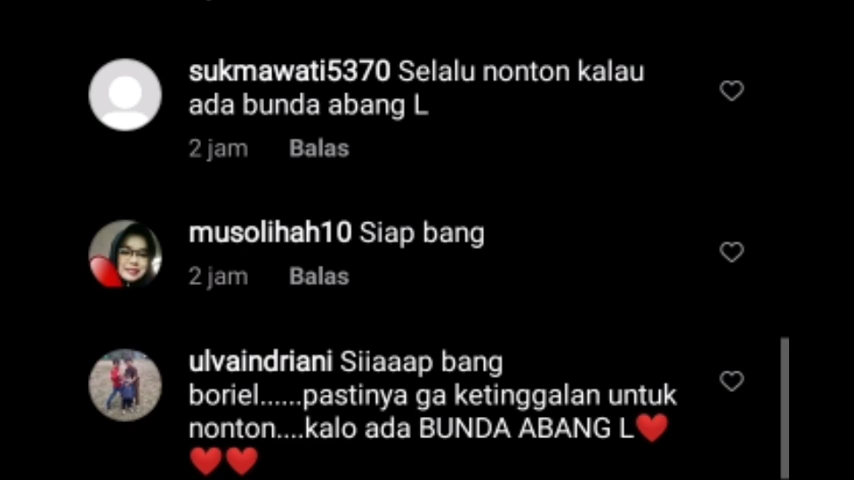 sukmawati5370 Selalu nonton kalau
ada bunda abang L
2 jam Balas
musolihah10 Siap bang
2 jam Balas
ulvaindriani Siiaaap bang
boriel......pastinya ga ketinggalan untuk
nonton....kalo ada BUNDA ABANG L❤️
❤️❤️